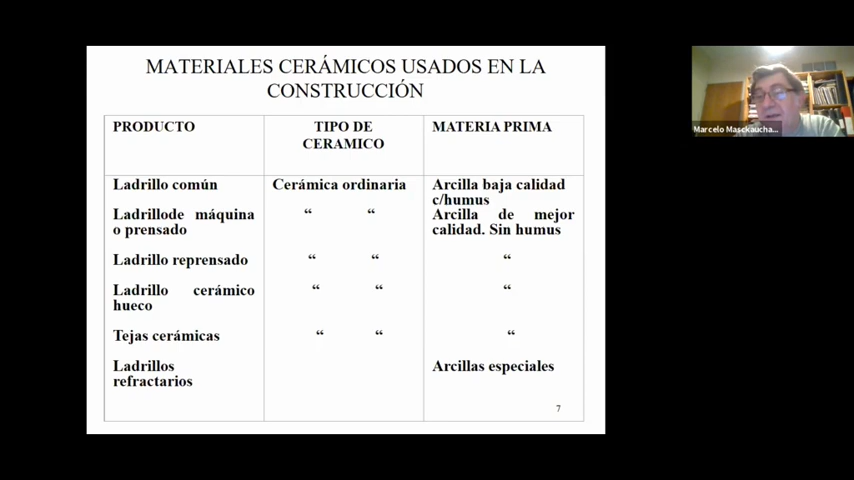 MATERIALES CERÁMICOS USADOS EN LA
CONSTRUCCIÓN
PRODUCTO
TIPO DE
CERAMICO
MATERIA PRIMA
Ladrillo común
Cerámica ordinaria
Arcilla baja calidad
c/humus
Ladrillode máquina
o prensado
“ “
Arcilla de mejor
calidad. Sin humus
Ladrillo reprensado
“ “
“
Ladrillo cerámico
hueco
“ “
“
Tejas cerámicas
“ “
“
Ladrillos
refractarios
Arcillas especiales
7
Marcelo Masckaucha...